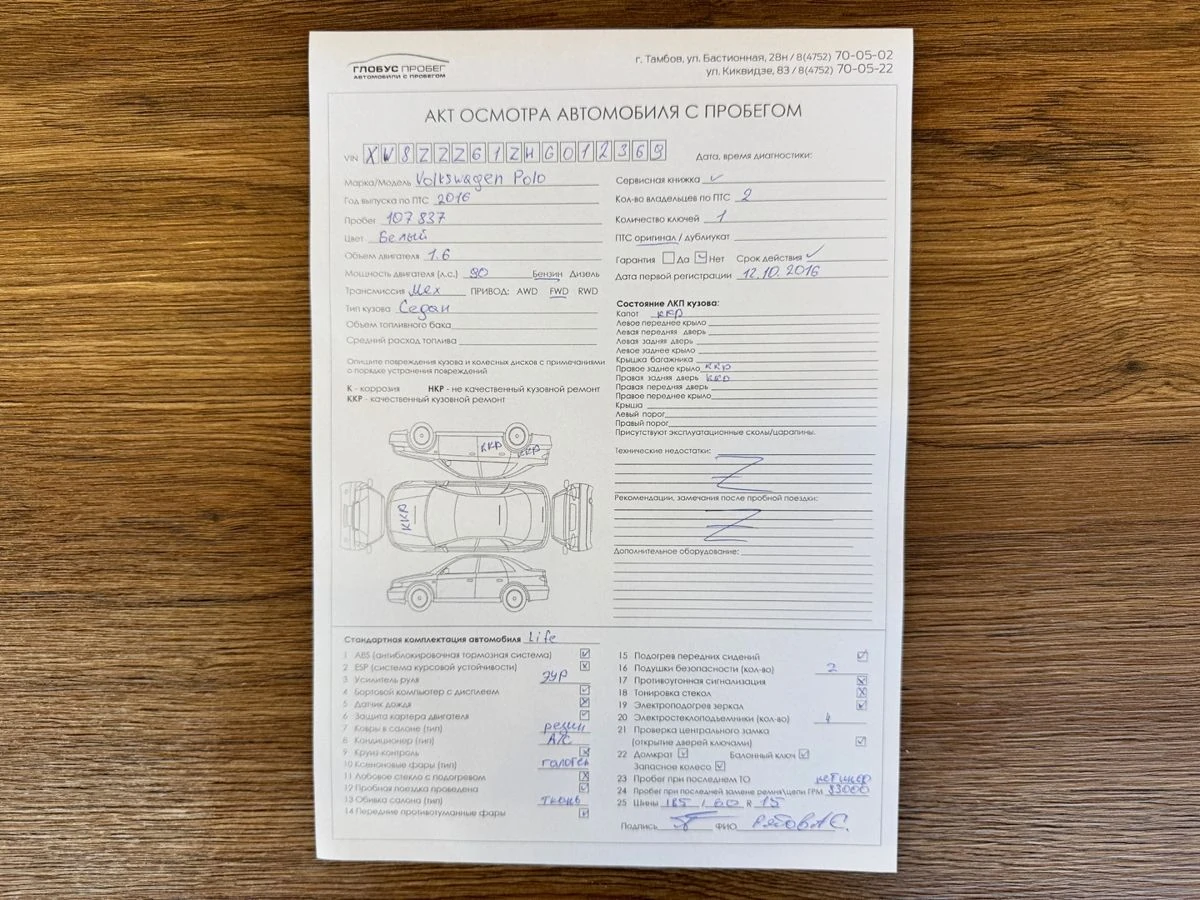 ГЛОБУС ПРОБЕГ
АВТОМОБИЛИ С ПРОБЕГОМ
г. Тамбов, ул. Бастионная, 28н / 8(4752) 70-05-02
ул. Киквидзе, 83 / 8(4752) 70-05-22
АКТ ОСМОТРА АВТОМОБИЛЯ С ПРОБЕГОМ
VIN XW8ZZZ61ZHG012369
Дата, время диагностики:
Марка/Модель Volkswagen Polo
Год выпуска по ПТС 2016
Пробег 107 837
Цвет Белый
Объем двигателя 1.6
Мощность двигателя (л.с.) 90 Бензин Дизель
Трансмиссия Мех ПРИВОД: AWD FWD RWD
Тип кузова Седан
Объем топливного бака
Средний расход топлива
Опишите повреждения кузова и колесных дисков с примечаниями
о порядке устранения повреждений
К - коррозия НКР - не качественный кузовной ремонт
ККР - качественный кузовной ремонт
ККР
ККР
ККР
Сервисная книжка ✓
Кол-во владельцев по ПТС 2
Количество ключей 1
ПТС оригинал / дубликат
Гарантия Да Нет Срок действия
Дата первой регистрации 12.10.2016
Состояние ЛКП кузова:
Капот ККР
Левое переднее крыло
Левая передняя дверь
Левая задняя дверь
Левое заднее крыло
Крышка багажника
Правое заднее крыло ККР
Правая задняя дверь ККР
Правая передняя дверь
Правое переднее крыло
Крыша
Левый порог
Правый порог
Присутствуют эксплуатационные сколы/царапины.
Технические недостатки:
Z
Рекомендации, замечания после пробной поездки:
Z
Дополнительное оборудование:
Стандартная комплектация автомобиля Life
1 ABS (антиблокировочная тормозная система)
2 ESP (система курсовой устойчивости)
3 Усилитель руля ЭУР
4 Бортовой компьютер с дисплеем
5 Датчик дождя
6 Защита картера двигателя
7 Ковры в салоне (тип) резин
8 Кондиционер (тип) A/C
9 Круиз-контроль
10 Ксеноновые фары (тип) галоген
11 Лобовое стекло с подогревом
12 Пробная поездка проведена
13 Обивка салона (тип) ткань
14 Передние противотуманные фары
15 Подогрев передних сидений
16 Подушки безопасности (кол-во) 2
17 Противоугонная сигнализация
18 Тонировка стекол
19 Электроподогрев зеркал
20 Электростеклоподъемники (кол-во) 4
21 Проверка центрального замка
(открытие дверей ключами)
22 Домкрат Балонный ключ
Запасное колесо
23 Пробег при последнем ТО
24 Пробег при последней замене ремня/цепи ГРМ 83000
25 Шины 185 / 60 R 15
Подпись ФИО